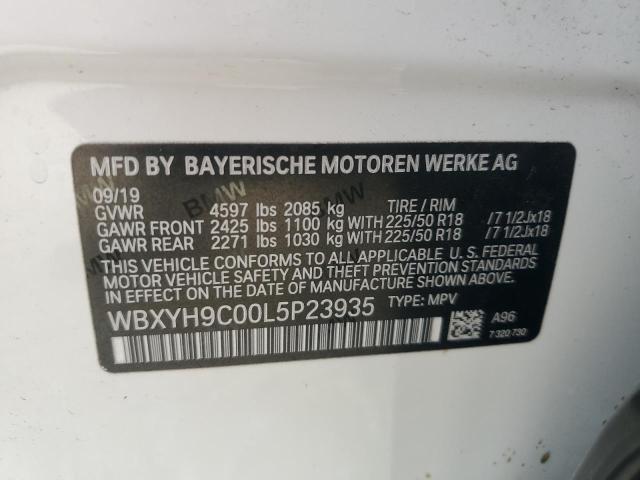 MFD BY BAYERISCHE MOTOREN WERKE AG
09/19
GVWR 4597 lbs 2085 kg TIRE / RIM
GAWR FRONT 2425 lbs 1100 kg WITH 225/50 R18 /7 1/2Jx18
GAWR REAR 2271 lbs 1030 kg WITH 225/50 R18 /7 1/2Jx18
THIS VEHICLE CONFORMS TO ALL APPLICABLE U. S. FEDERAL
MOTOR VEHICLE SAFETY AND THEFT PREVENTION STANDARDS
IN EFFECT ON THE DATE OF MANUFACTURE SHOWN ABOVE.
WBXYH9C00L5P23935 TYPE: MPV
A96
7 320 730
BMW
BMW
BMW